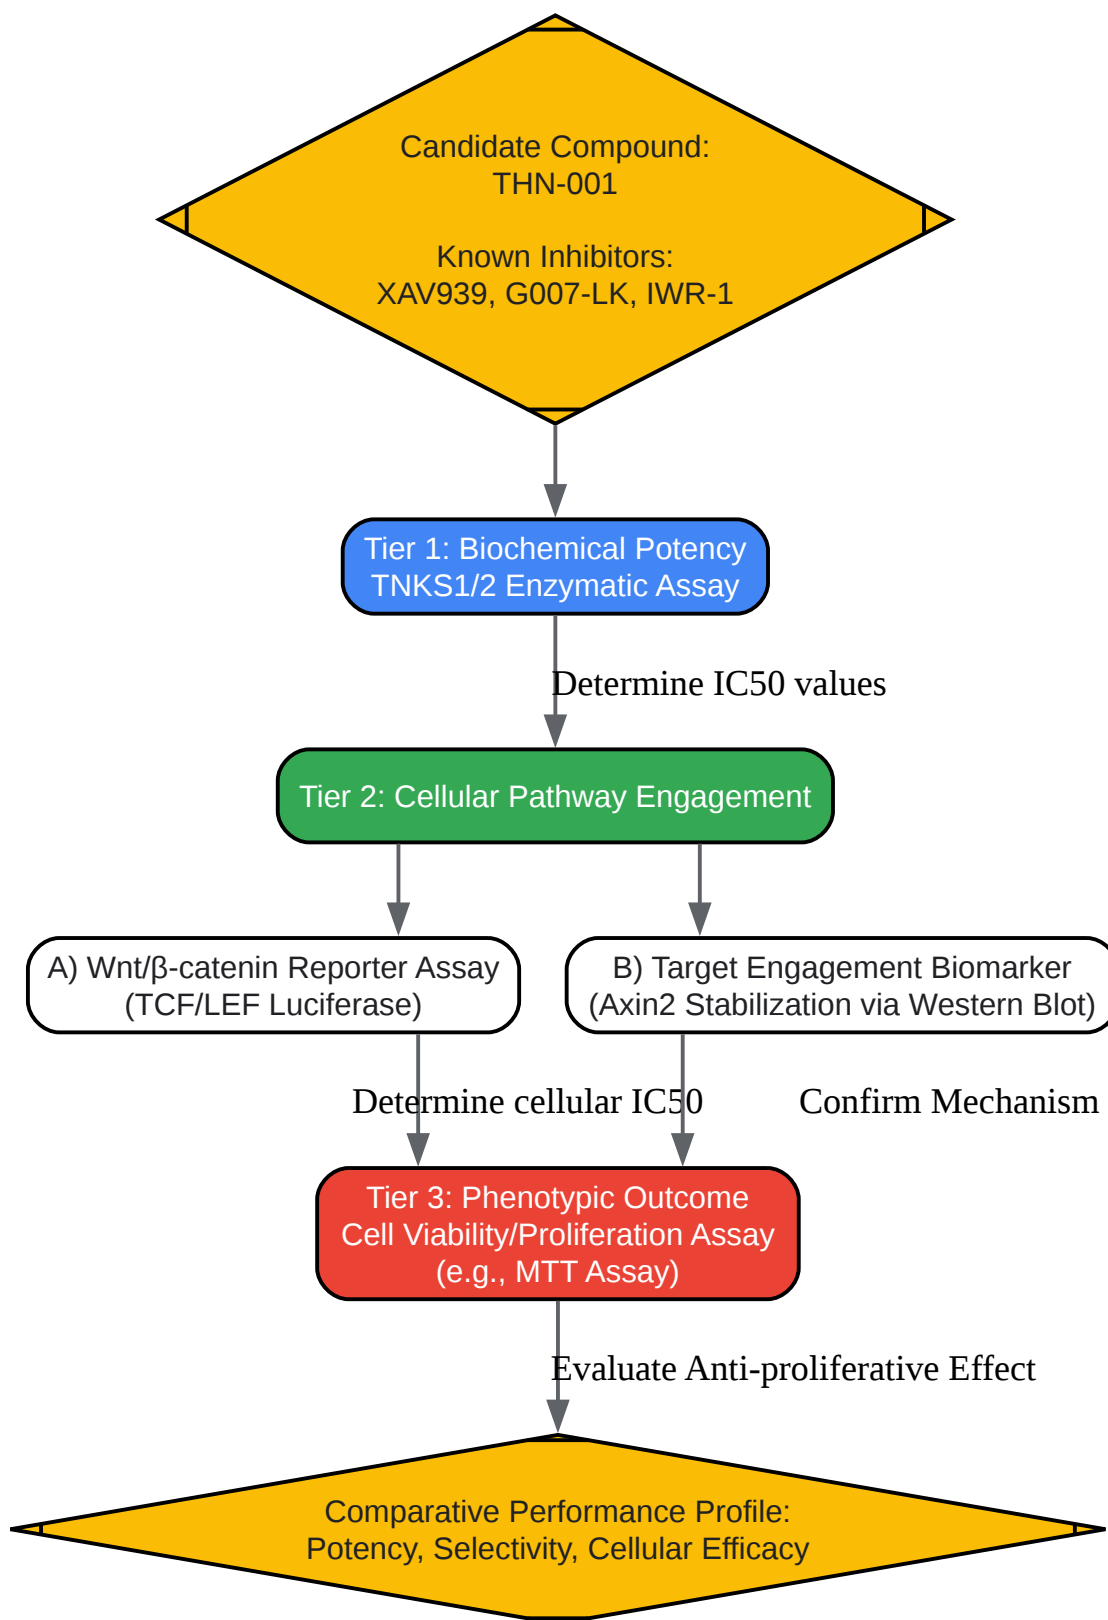 Candidate Compound:
THN-001
Known Inhibitors:
XAV939, G007-LK, IWR-1
Tier 1: Biochemical Potency
TNKS1/2 Enzymatic Assay
Determine IC50 values
Tier 2: Cellular Pathway Engagement
A) Wnt/β-catenin Reporter Assay
(TCF/LEF Luciferase)
B) Target Engagement Biomarker
(Axin2 Stabilization via Western Blot)
Determine cellular IC50
Confirm Mechanism
Tier 3: Phenotypic Outcome
Cell Viability/Proliferation Assay
(e.g., MTT Assay)
Evaluate Anti-proliferative Effect
Comparative Performance Profile:
Potency, Selectivity, Cellular Efficacy